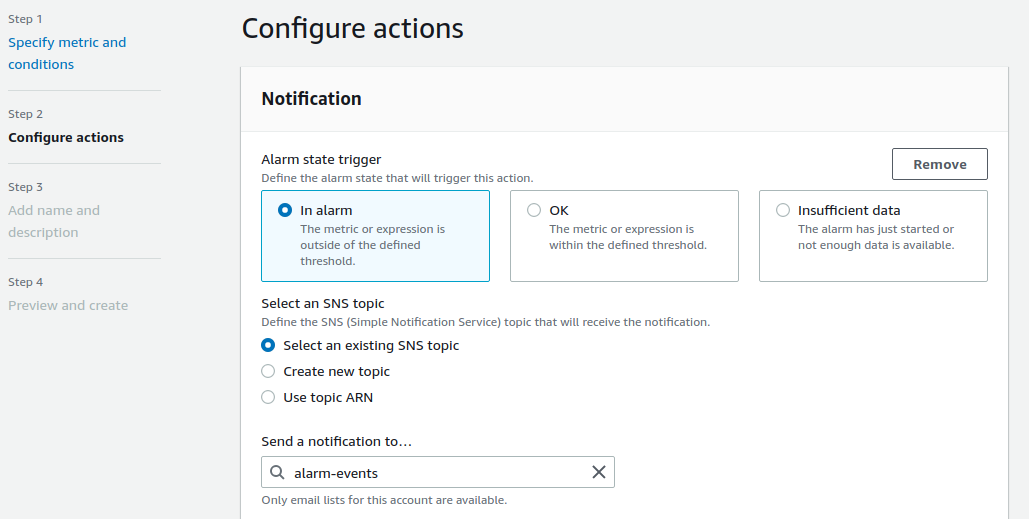 Step 1
Specify metric and
conditions
Step 2
Configure actions
Step 3
Add name and
description
Step 4
Preview and create
Configure actions
Notification
Alarm state trigger
Define the alarm state that will trigger this action.
Remove
In alarm
The metric or expression is
outside of the defined
threshold.
OK
The metric or expression is
within the defined threshold.
Insufficient data
The alarm has just started or
not enough data is available.
Select an SNS topic
Define the SNS (Simple Notification Service) topic that will receive the notification.
Select an existing SNS topic
Create new topic
Use topic ARN
Send a notification to…
alarm-events
Only email lists for this account are available.